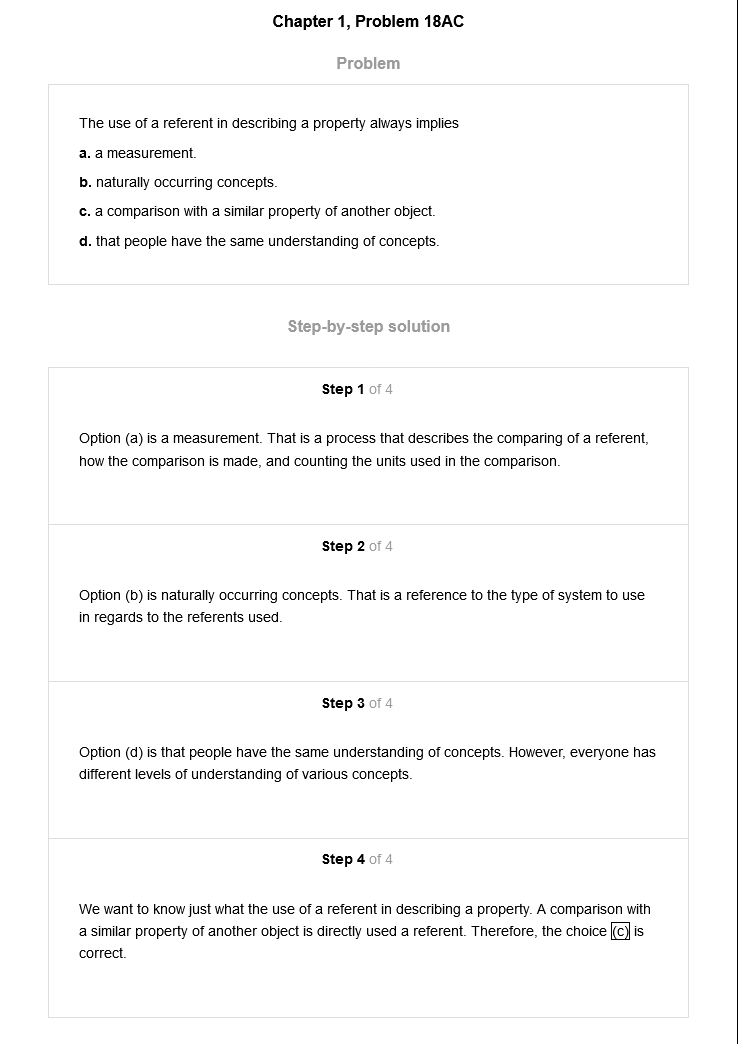 Chapter 1, Problem 18AC
Problem
The use of a referent in describing a property always implies
a. a measurement.
b. naturally occurring concepts.
c. a comparison with a similar property of another object.
d. that people have the same understanding of concepts.
Step-by-step solution
Step 1 of 4
Option (a) is a measurement. That is a process that describes the comparing of a referent,
how the comparison is made, and counting the units used in the comparison.
Step 2 of 4
Option (b) is naturally occurring concepts. That is a reference to the type of system to use
in regards to the referents used.
Step 3 of 4
Option (d) is that people have the same understanding of concepts. However, everyone has
different levels of understanding of various concepts.
Step 4 of 4
We want to know just what the use of a referent in describing a property. A comparison with
a similar property of another object is directly used a referent. Therefore, the choice (c) is
correct.